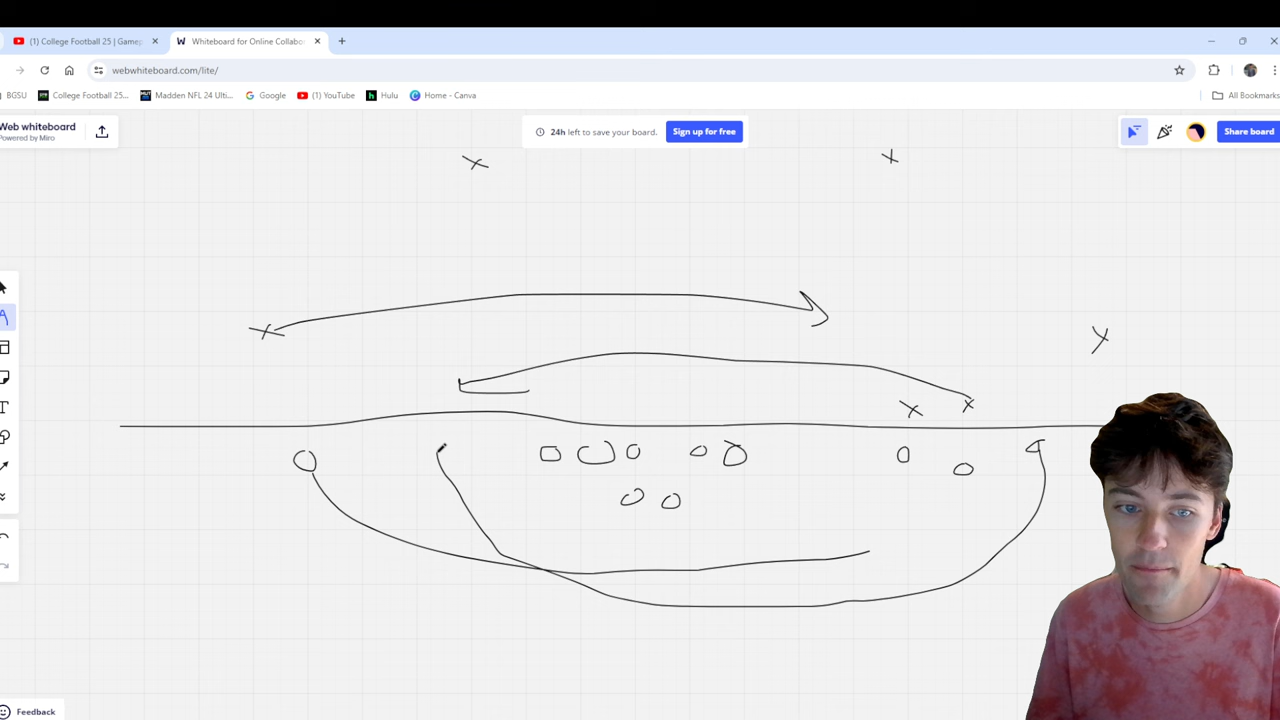 (1) College Football 25 | Gamep
Whiteboard for Online Collabo
webwhiteboard.com/lite/
BGSU
College Football 25...
Madden NFL 24 Ulti...
Google
(1) YouTube
Hulu
Home - Canva
All Bookmarks
Web whiteboard
Powered by Miro
24h left to save your board.
Sign up for free
Share board
Feedback